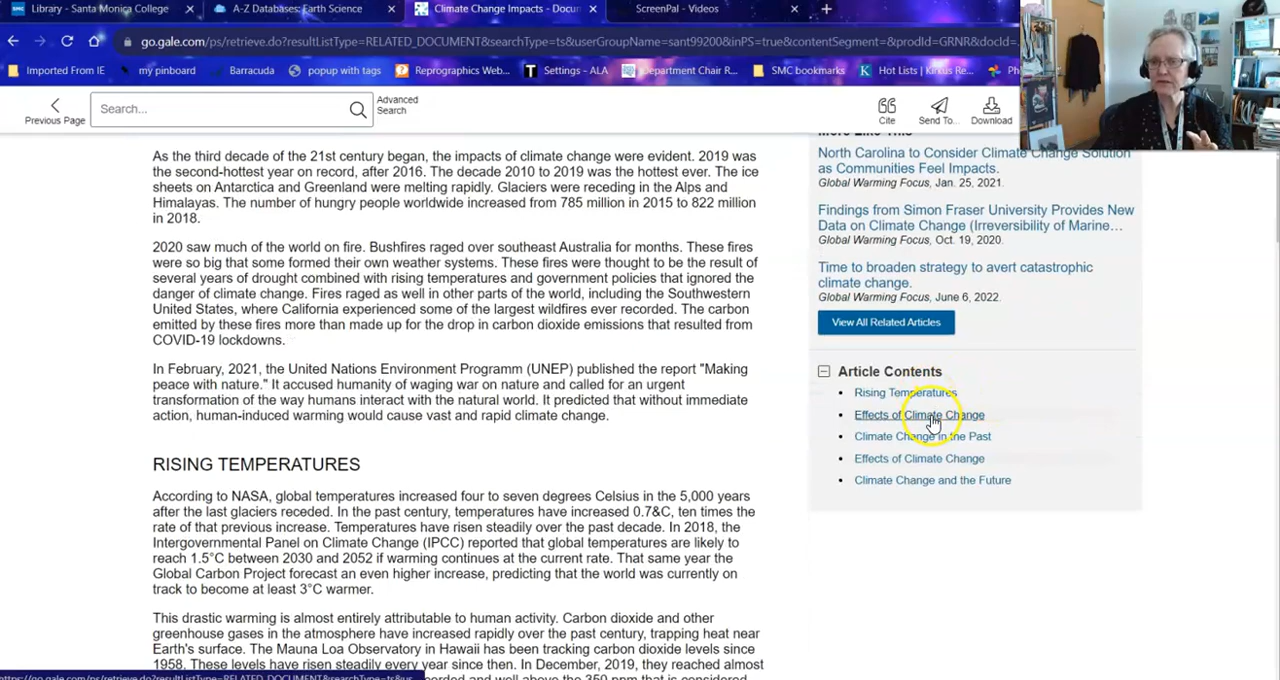 Library - Santa Monica College
A-Z Databases: Earth Science
Climate Change Impacts - Docun
ScreenPal - Videos
go.gale.com/ps/retrieve.do?resultListType=RELATED_DOCUMENT&searchType=ts&userGroupName=sant99200&inPS=true&contentSegment=&prodId=GRNR&docId=...
Imported From IE
my pinboard
Barracuda
popup with tags
Reprographics Web...
Settings - ALA
Department Chair R...
SMC bookmarks
Hot Lists | Kirkus Re...
Previous Page
Search...
Advanced
Search
Cite
Send To...
Download
As the third decade of the 21st century began, the impacts of climate change were evident. 2019 was
the second-hottest year on record, after 2016. The decade 2010 to 2019 was the hottest ever. The ice
sheets on Antarctica and Greenland were melting rapidly. Glaciers were receding in the Alps and
Himalayas. The number of hungry people worldwide increased from 785 million in 2015 to 822 million
in 2018.
2020 saw much of the world on fire. Bushfires raged over southeast Australia for months. These fires
were so big that some formed their own weather systems. These fires were thought to be the result of
several years of drought combined with rising temperatures and government policies that ignored the
danger of climate change. Fires raged as well in other parts of the world, including the Southwestern
United States, where California experienced some of the largest wildfires ever recorded. The carbon
emitted by these fires more than made up for the drop in carbon dioxide emissions that resulted from
COVID-19 lockdowns.
In February, 2021, the United Nations Environment Programm (UNEP) published the report "Making
peace with nature." It accused humanity of waging war on nature and called for an urgent
transformation of the way humans interact with the natural world. It predicted that without immediate
action, human-induced warming would cause vast and rapid climate change.
RISING TEMPERATURES
According to NASA, global temperatures increased four to seven degrees Celsius in the 5,000 years
after the last glaciers receded. In the past century, temperatures have increased 0.7&C, ten times the
rate of that previous increase. Temperatures have risen steadily over the past decade. In 2018, the
Intergovernmental Panel on Climate Change (IPCC) reported that global temperatures are likely to
reach 1.5°C between 2030 and 2052 if warming continues at the current rate. That same year the
Global Carbon Project forecast an even higher increase, predicting that the world was currently on
track to become at least 3°C warmer.
This drastic warming is almost entirely attributable to human activity. Carbon dioxide and other
greenhouse gases in the atmosphere have increased rapidly over the past century, trapping heat near
Earth's surface. The Mauna Loa Observatory in Hawaii has been tracking carbon dioxide levels since
1958. These levels have risen steadily every year since then. In December, 2019, they reached almost
corded and well above the 350 ppm that is considered
More Like This
North Carolina to Consider Climate Change Solution
as Communities Feel Impacts.
Global Warming Focus, Jan. 25, 2021.
Findings from Simon Fraser University Provides New
Data on Climate Change (Irreversibility of Marine...
Global Warming Focus, Oct. 19, 2020.
Time to broaden strategy to avert catastrophic
climate change.
Global Warming Focus, June 6, 2022.
View All Related Articles
Article Contents
Rising Temperatures
Effects of Climate Change
Climate Change in the Past
Effects of Climate Change
Climate Change and the Future